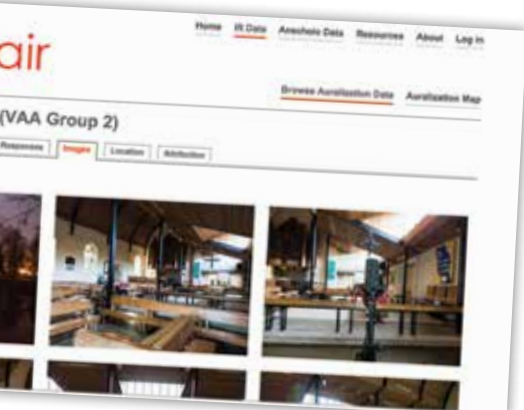 Home IR Data Anechoic Data Resources About Log in
air
Browse Auralization Data Auralization Map
(VAA Group 2)
Responses Images Location Attribution